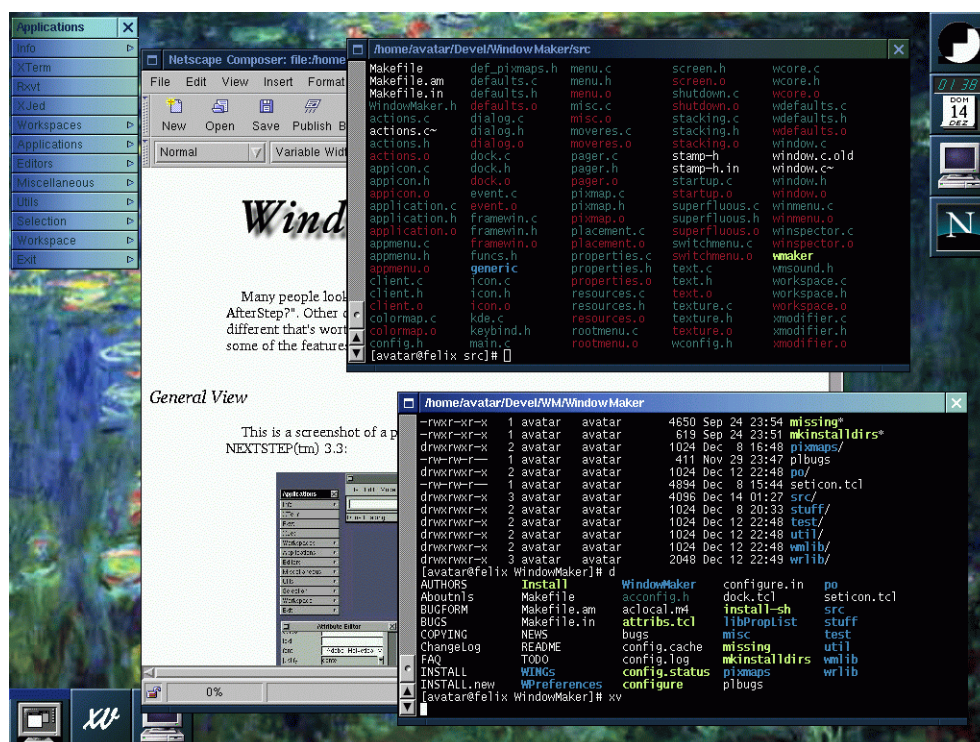 Applications
Info
XTerm
Rxvt
XJed
Workspaces
Applications
Editors
Miscellaneous
Utils
Selection
Workspace
Exit
Netscape Composer: file:/home
File Edit View Insert Format
New Open Save Publish B
Normal Variable Widt
Wind
Many people look
AfterStep?". Other
different that's wort
some of the features
General View
This is a screenshot of a p
NEXTSTEP(tm) 3.3:
Applications
Info
XTerm
Rxvt
XJed
Workspaces
Applications
Editors
Miscellaneous
Utils
Selection
Workspace
Exit
Attribute Editor
0%
/home/avatar/Devel/WindowMaker/src
Makefile def_pixmaps.h menu.c screen.h wcore.c
Makefile.am defaults.c menu.h screen.o wcore.h
Makefile.in defaults.h menu.o shutdown.c wcore.o
WindowMaker.h defaults.o misc.c shutdown.o wdefaults.c
actions.c dialog.c misc.o stacking.c wdefaults.h
actions.c~ dialog.h moveres.c stacking.h wdefaults.o
actions.h dialog.o moveres.o stacking.o window.c
actions.o dock.c pager.c stamp-h window.c.old
appicon.c dock.h pager.h stamp-h.in window.c~
appicon.h dock.o pager.o startup.c window.h
appicon.o event.c pixmap.c startup.o window.o
application.c event.o pixmap.h superfluous.c winmenu.c
application.h framewin.c pixmap.o superfluous.h winmenu.o
application.o framewin.h placement.c superfluous.o winspector.c
appmenu.c framewin.o placement.o switchmenu.c winspector.o
appmenu.h funcs.h properties.c switchmenu.o wmaker
appmenu.o generic properties.h text.c wmsound.h
client.c icon.c properties.o text.h workspace.c
client.h icon.h resources.c text.o workspace.h
client.o icon.o resources.h texture.c workspace.o
colormap.c kde.c resources.o texture.h xmodifier.c
colormap.o keybind.h rootmenu.c texture.o xmodifier.h
config.h main.c rootmenu.o wconfig.h xmodifier.o
[avatar@felix src]#
/home/avatar/Devel/WM/WindowMaker
-rwxr-xr-x 1 avatar avatar 4650 Sep 24 23:54 missing*
-rwxr-xr-x 1 avatar avatar 619 Sep 24 23:51 mkinstalldirs*
drwxrwxr-x 2 avatar avatar 1024 Dec 8 16:48 pixmaps/
-rw-rw-r-- 1 avatar avatar 411 Nov 29 23:47 plbugs
drwxrwxr-x 2 avatar avatar 1024 Dec 12 22:48 po/
-rw-rw-r-- 1 avatar avatar 4894 Dec 8 15:44 seticon.tcl
drwxrwxr-x 3 avatar avatar 4096 Dec 14 01:27 src/
drwxrwxr-x 2 avatar avatar 1024 Dec 8 20:33 stuff/
drwxrwxr-x 2 avatar avatar 1024 Dec 12 22:48 test/
drwxrwxr-x 2 avatar avatar 1024 Dec 12 22:48 util/
drwxrwxr-x 2 avatar avatar 1024 Dec 12 22:48 wmlib/
drwxrwxr-x 3 avatar avatar 2048 Dec 12 22:49 wrlib/
[avatar@felix WindowMaker]# d
AUTHORS Install WindowMaker configure.in po
Aboutnls Makefile acconfig.h dock.tcl seticon.tcl
BUGFORM Makefile.am aclocal.m4 install-sh src
BUGS Makefile.in attribs.tcl libPropList stuff
COPYING NEWS bugs misc test
ChangeLog README config.cache missing util
FAQ TODO config.log mkinstalldirs wmlib
INSTALL WINGs config.status pixmaps wrlib
INSTALL.new WPreferences configure plbugs
[avatar@felix WindowMaker]# xv
01:38
DOM
14
DEZ
N
xv